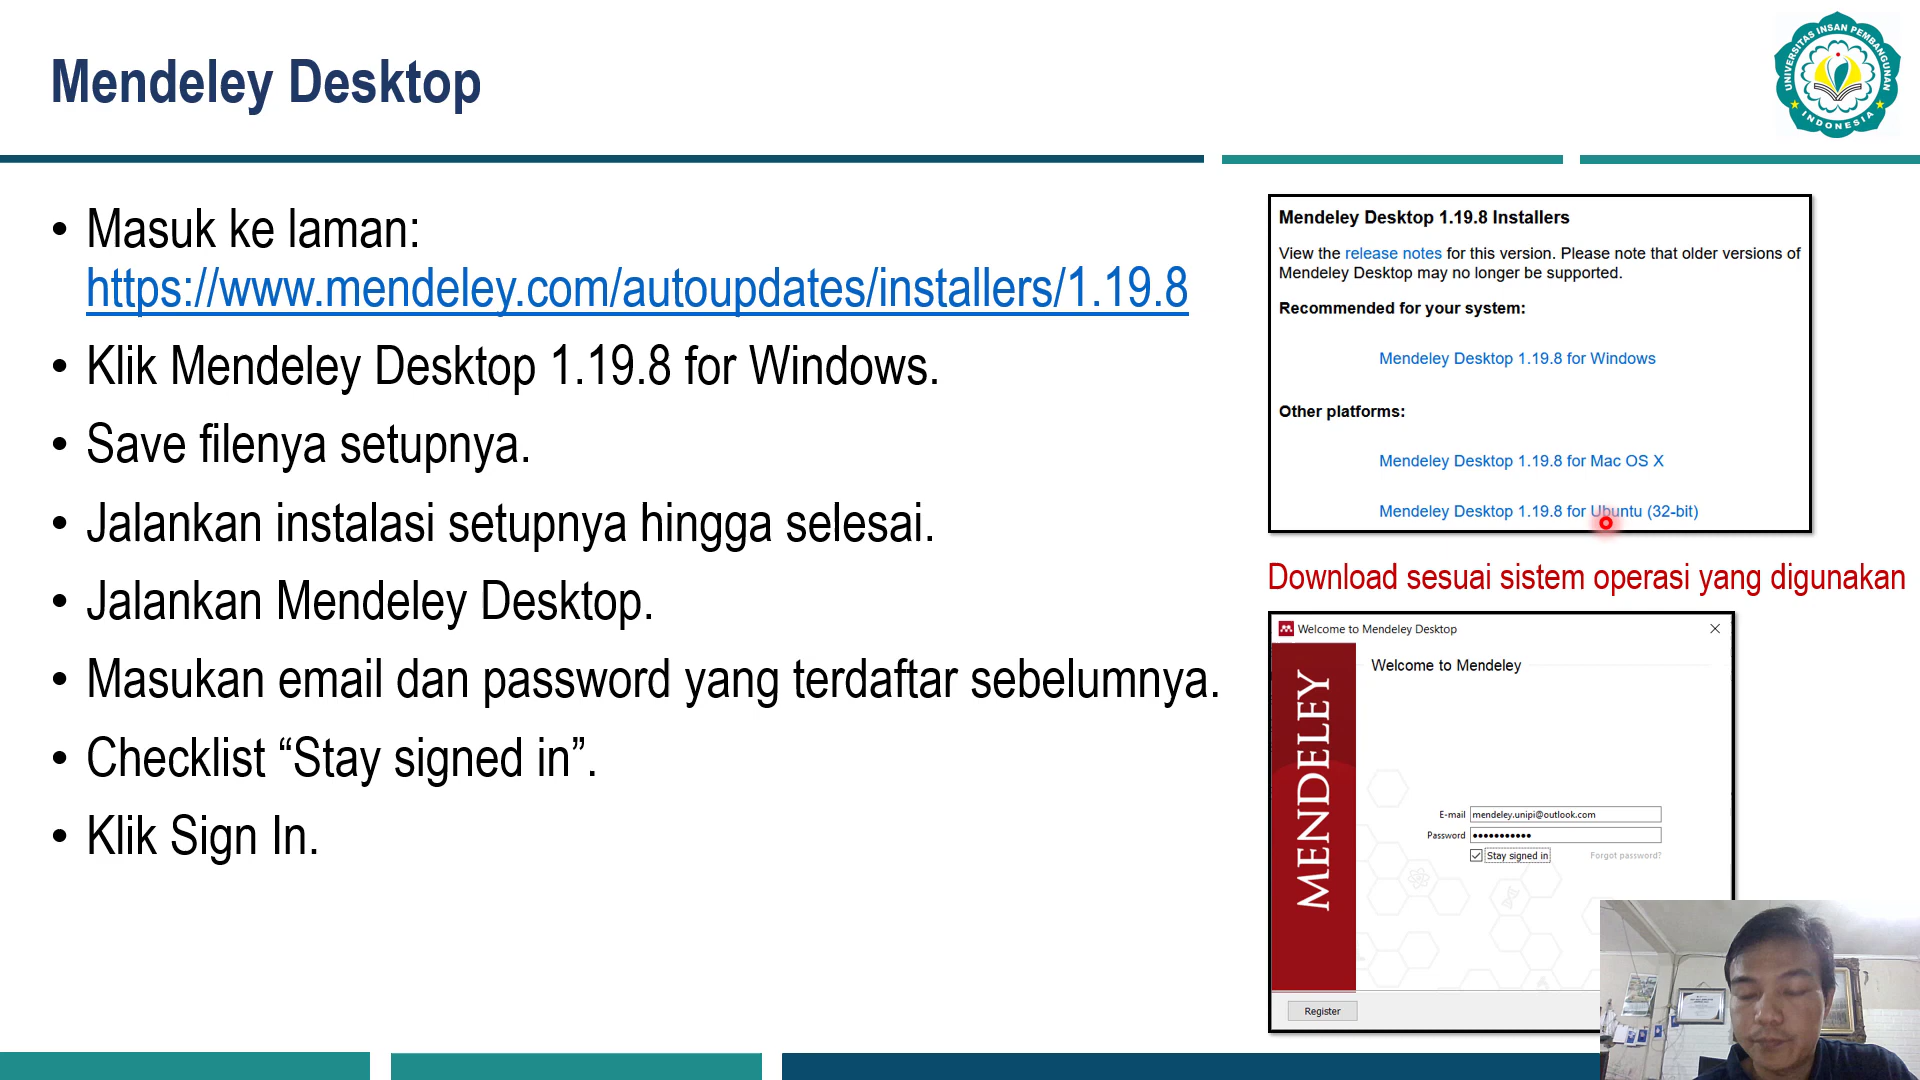 Mendeley Desktop
UNIVERSITAS INSAN PEMBANGUNAN
INDONESIA
• Masuk ke laman:
https://www.mendeley.com/autoupdates/installers/1.19.8
• Klik Mendeley Desktop 1.19.8 for Windows.
• Save filenya setupnya.
• Jalankan instalasi setupnya hingga selesai.
• Jalankan Mendeley Desktop.
• Masukan email dan password yang terdaftar sebelumnya.
• Checklist “Stay signed in”.
• Klik Sign In.
Mendeley Desktop 1.19.8 Installers
View the release notes for this version. Please note that older versions of
Mendeley Desktop may no longer be supported.
Recommended for your system:
Mendeley Desktop 1.19.8 for Windows
Other platforms:
Mendeley Desktop 1.19.8 for Mac OS X
Mendeley Desktop 1.19.8 for Ubuntu (32-bit)
Download sesuai sistem operasi yang digunakan
Welcome to Mendeley Desktop
Welcome to Mendeley
MENDELEY
E-mail mendeley.unipi@outlook.com
Password
Stay signed in Forgot password?
Register